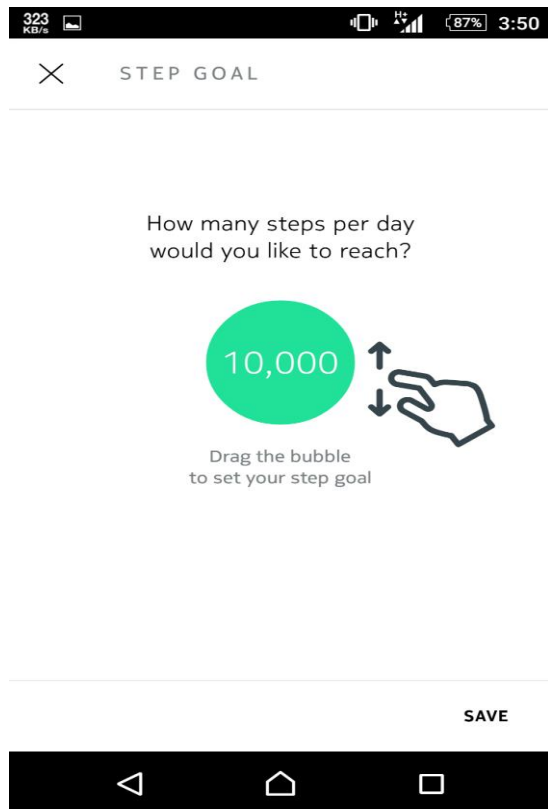 323
KB/s
H+
87%
3:50
STEP GOAL
How many steps per day
would you like to reach?
10,000
Drag the bubble
to set your step goal
SAVE